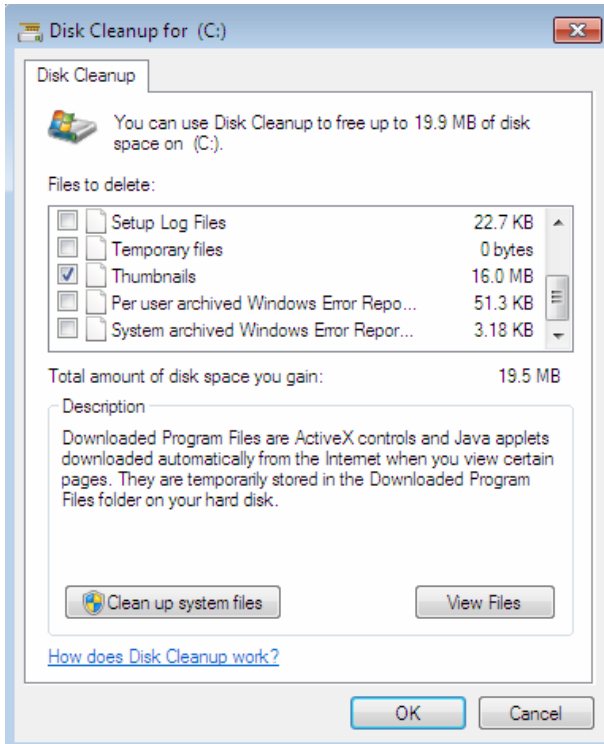 Disk Cleanup for (C:)
Disk Cleanup
You can use Disk Cleanup to free up to 19.9 MB of disk
space on (C:).
Files to delete:
Setup Log Files 22.7 KB
Temporary files 0 bytes
Thumbnails 16.0 MB
Per user archived Windows Error Repo... 51.3 KB
System archived Windows Error Repor... 3.18 KB
Total amount of disk space you gain: 19.5 MB
Description
Downloaded Program Files are ActiveX controls and Java applets
downloaded automatically from the Internet when you view certain
pages. They are temporarily stored in the Downloaded Program
Files folder on your hard disk.
Clean up system files View Files
How does Disk Cleanup work?
OK Cancel